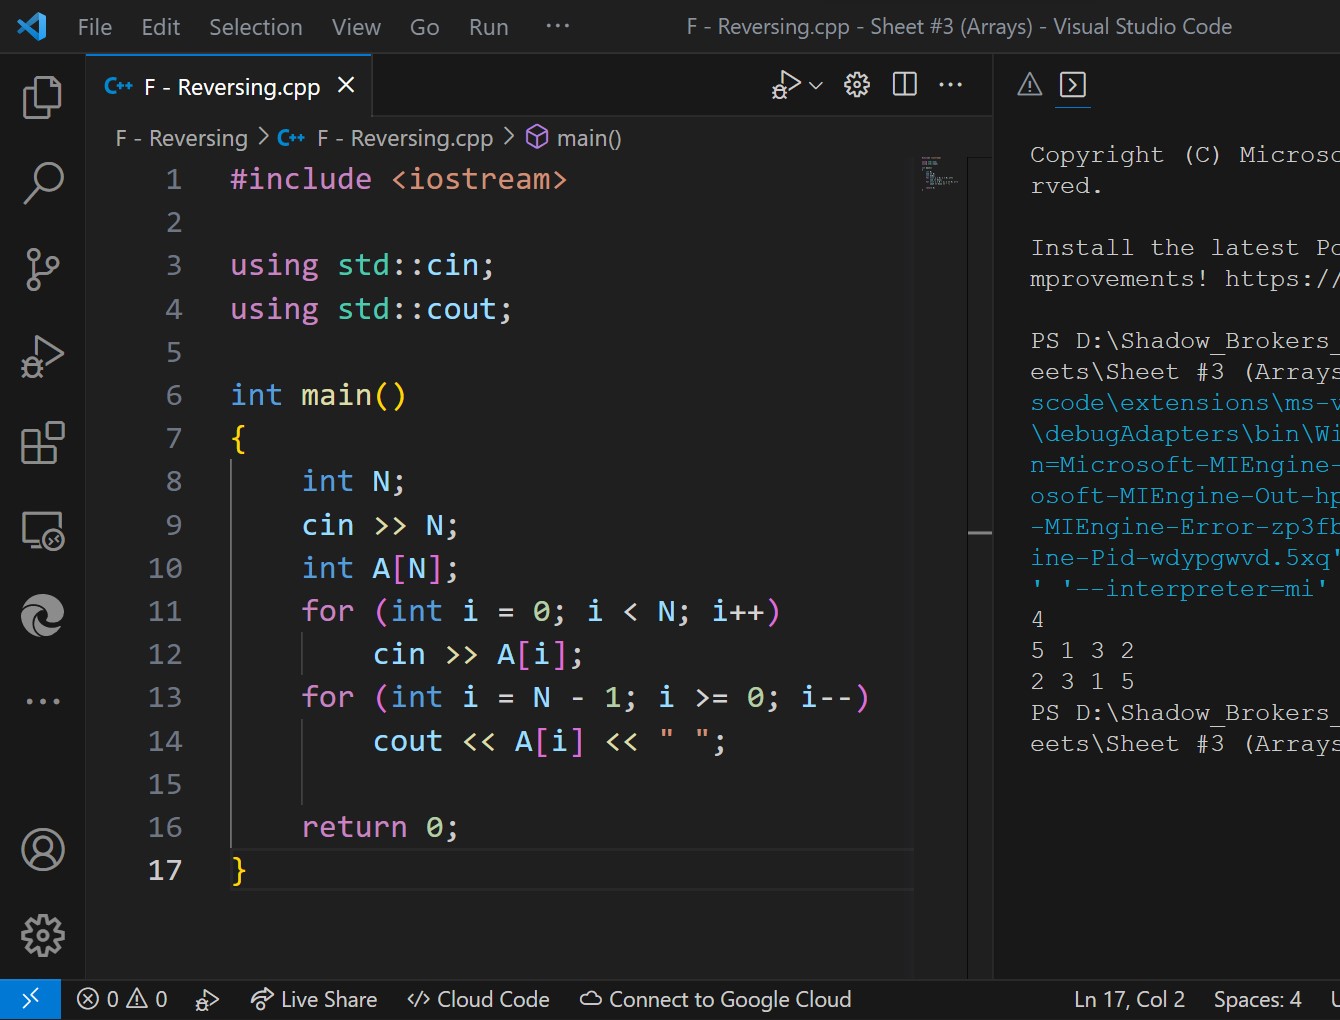 File Edit Selection View Go Run ··· F - Reversing.cpp - Sheet #3 (Arrays) - Visual Studio Code
C++ F - Reversing.cpp ×
F - Reversing > C++ F - Reversing.cpp > main()
1 #include <iostream>
2
3 using std::cin;
4 using std::cout;
5
6 int main()
7 {
8     int N;
9     cin >> N;
10     int A[N];
11     for (int i = 0; i < N; i++)
12         cin >> A[i];
13     for (int i = N - 1; i >= 0; i--)
14         cout << A[i] << " ";
15
16     return 0;
17 }
Copyright (C) Microso
rved.
Install the latest Po
mprovements! https://
PS D:\Shadow_Brokers_
eets\Sheet #3 (Arrays
scode\extensions\ms-v
\debugAdapters\bin\Wi
n=Microsoft-MIEngine-
osoft-MIEngine-Out-hp
-MIEngine-Error-zp3fb
ine-Pid-wdypgwvd.5xq'
' '--interpreter=mi'
4
5 1 3 2
2 3 1 5
PS D:\Shadow_Brokers_
eets\Sheet #3 (Arrays
0 0 Live Share </> Cloud Code Connect to Google Cloud Ln 17, Col 2 Spaces: 4